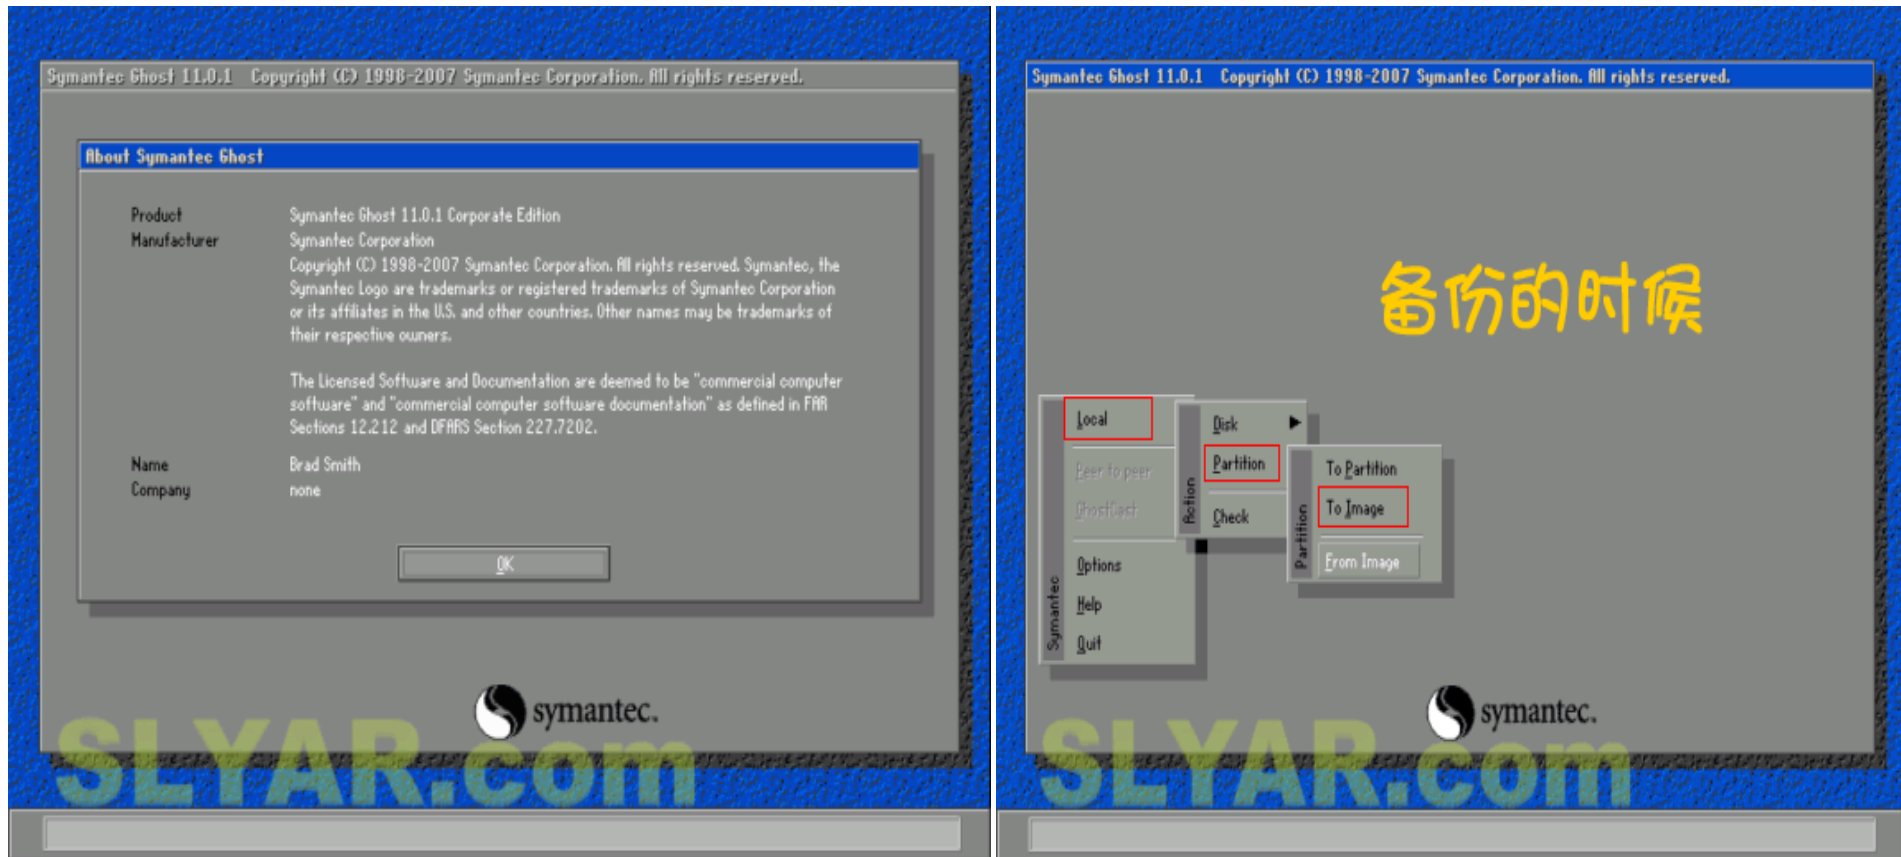 Symantec Ghost 11.0.1 Copyright (C) 1998-2007 Symantec Corporation. All rights reserved.
About Symantec Ghost
Product Symantec Ghost 11.0.1 Corporate Edition
Manufacturer Symantec Corporation
Copyright (C) 1998-2007 Symantec Corporation. All rights reserved. Symantec, the
Symantec Logo are trademarks or registered trademarks of Symantec Corporation
or its affiliates in the U.S. and other countries. Other names may be trademarks of
their respective owners.
The Licensed Software and Documentation are deemed to be "commercial computer
software" and "commercial computer software documentation" as defined in FAR
Sections 12.212 and DFARS Section 227.7202.
Name Brad Smith
Company none
OK
symantec.
SLYAR.com
Symantec Ghost 11.0.1 Copyright (C) 1998-2007 Symantec Corporation. All rights reserved.
备份的时候
Symantec
Local
Peer to peer
GhostCast
Options
Help
Quit
Action
Disk
Partition
Check
Partition
To Partition
To Image
From Image
symantec.
SLYAR.com